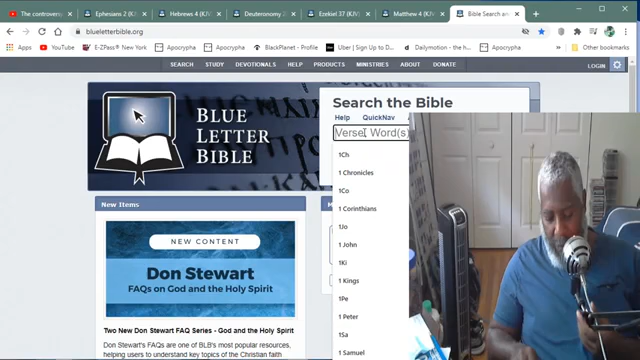 The controvers
Ephesians 2 (KJV
Hebrews 4 (KJV
Deuteronomy 2
Ezekiel 37 (KJV
Matthew 4 (KJV
Bible Search an
blueletterbible.org
Apps
YouTube
E-ZPass® New York
Apocrypha
BlackPlanet - Profile
Uber | Sign Up to D
Dailymotion - the h
Apocrypha
Other bookmarks
SEARCH STUDY DEVOTIONALS HELP PRODUCTS MINISTRIES ABOUT DONATE
LOGIN
BLUE
LETTER
BIBLE
Search the Bible
Help QuickNav
Verse, Word(s)
1Ch
1 Chronicles
1Co
1 Corinthians
1Jo
1 John
1Ki
1 Kings
1Pe
1 Peter
1Sa
1 Samuel
New Items
NEW CONTENT
Don Stewart
FAQs on God and the Holy Spirit
Two New Don Stewart FAQ Series - God and the Holy Spirit
Don Stewart's FAQs are one of BLB's most popular resources,
helping users to understand key topics of the Christian faith